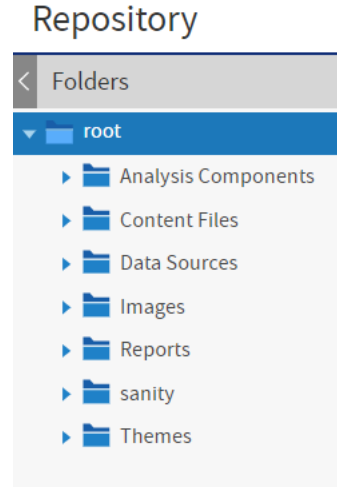 Repository
Folders
root
Analysis Components
Content Files
Data Sources
Images
Reports
sanity
Themes